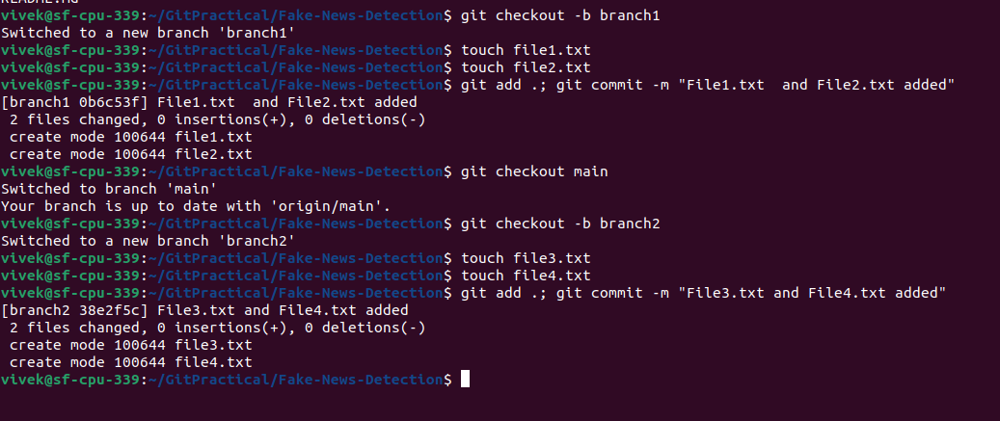 README.md
vivek@sf-cpu-339:~/GitPractical/Fake-News-Detection$ git checkout -b branch1
Switched to a new branch 'branch1'
vivek@sf-cpu-339:~/GitPractical/Fake-News-Detection$ touch file1.txt
vivek@sf-cpu-339:~/GitPractical/Fake-News-Detection$ touch file2.txt
vivek@sf-cpu-339:~/GitPractical/Fake-News-Detection$ git add .; git commit -m "File1.txt  and File2.txt added"
[branch1 0b6c53f] File1.txt  and File2.txt added
 2 files changed, 0 insertions(+), 0 deletions(-)
 create mode 100644 file1.txt
 create mode 100644 file2.txt
vivek@sf-cpu-339:~/GitPractical/Fake-News-Detection$ git checkout main
Switched to branch 'main'
Your branch is up to date with 'origin/main'.
vivek@sf-cpu-339:~/GitPractical/Fake-News-Detection$ git checkout -b branch2
Switched to a new branch 'branch2'
vivek@sf-cpu-339:~/GitPractical/Fake-News-Detection$ touch file3.txt
vivek@sf-cpu-339:~/GitPractical/Fake-News-Detection$ touch file4.txt
vivek@sf-cpu-339:~/GitPractical/Fake-News-Detection$ git add .; git commit -m "File3.txt and File4.txt added"
[branch2 38e2f5c] File3.txt and File4.txt added
 2 files changed, 0 insertions(+), 0 deletions(-)
 create mode 100644 file3.txt
 create mode 100644 file4.txt
vivek@sf-cpu-339:~/GitPractical/Fake-News-Detection$